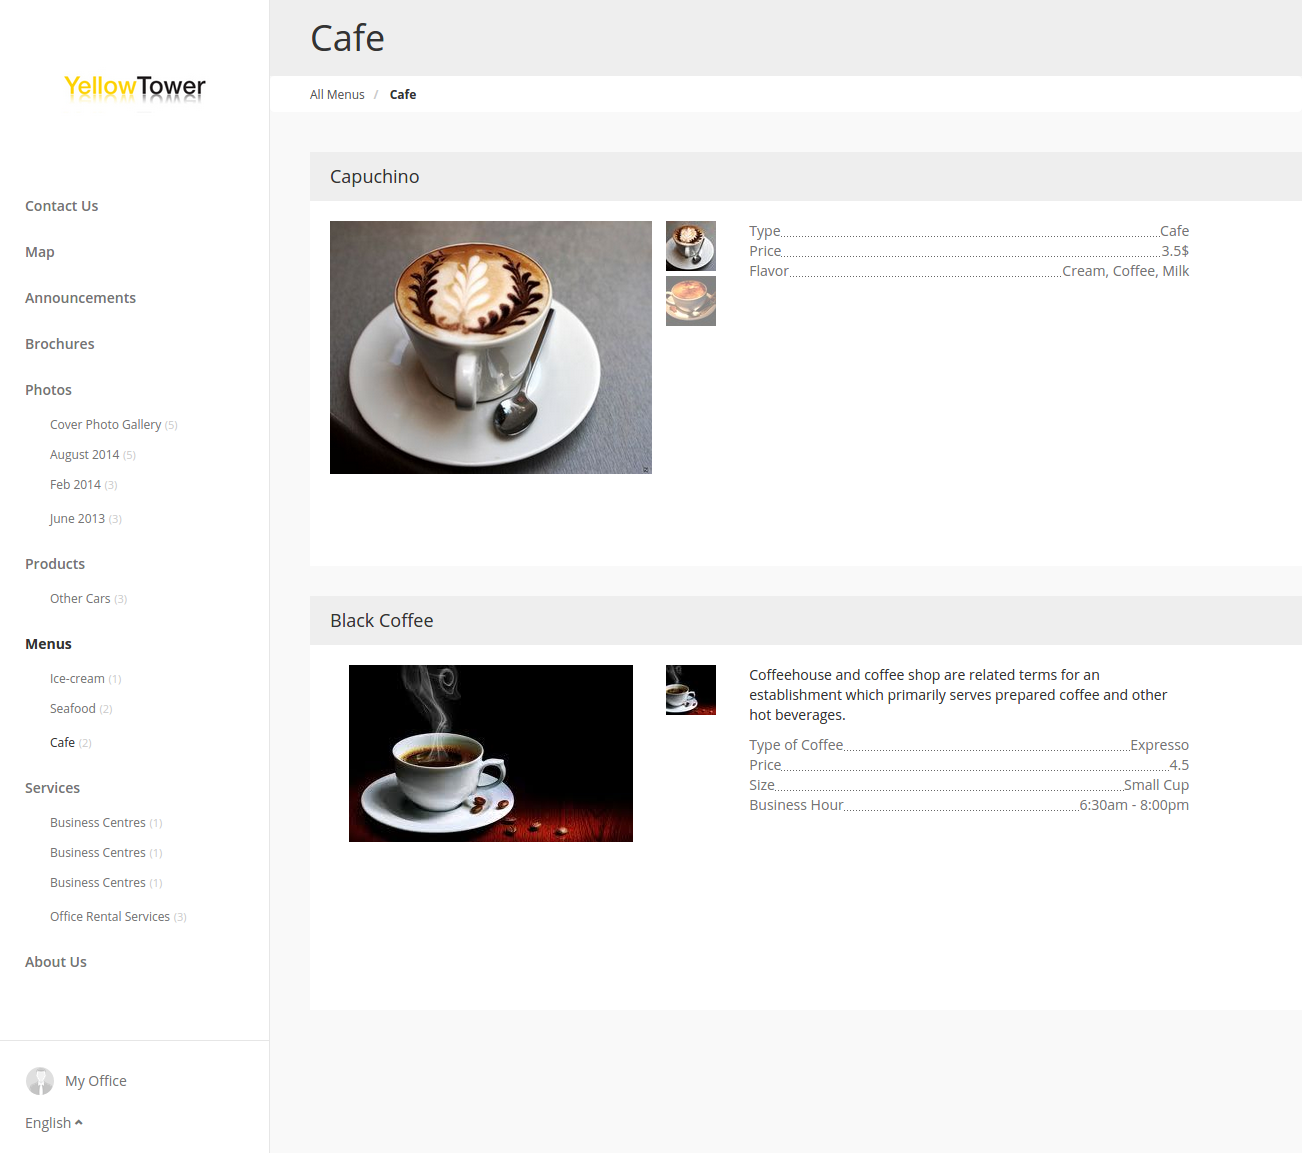 YellowTower
Contact Us
Map
Announcements
Brochures
Photos
Cover Photo Gallery (5)
August 2014 (5)
Feb 2014 (3)
June 2013 (3)
Products
Other Cars (3)
Menus
Ice-cream (1)
Seafood (2)
Cafe (2)
Services
Business Centres (1)
Business Centres (1)
Business Centres (1)
Office Rental Services (3)
About Us
My Office
English
Cafe
All Menus / Cafe
Capuchino
Type Cafe
Price 3.5$
Flavor Cream, Coffee, Milk
Black Coffee
Coffeehouse and coffee shop are related terms for an
establishment which primarily serves prepared coffee and other
hot beverages.
Type of Coffee Expresso
Price 4.5
Size Small Cup
Business Hour 6:30am - 8:00pm